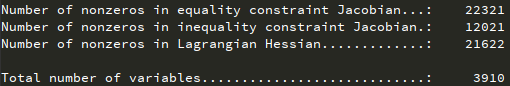 Number of nonzeros in equality constraint Jacobian...:    22321
Number of nonzeros in inequality constraint Jacobian.:    12021
Number of nonzeros in Lagrangian Hessian.............:    21622

Total number of variables............................:     3910